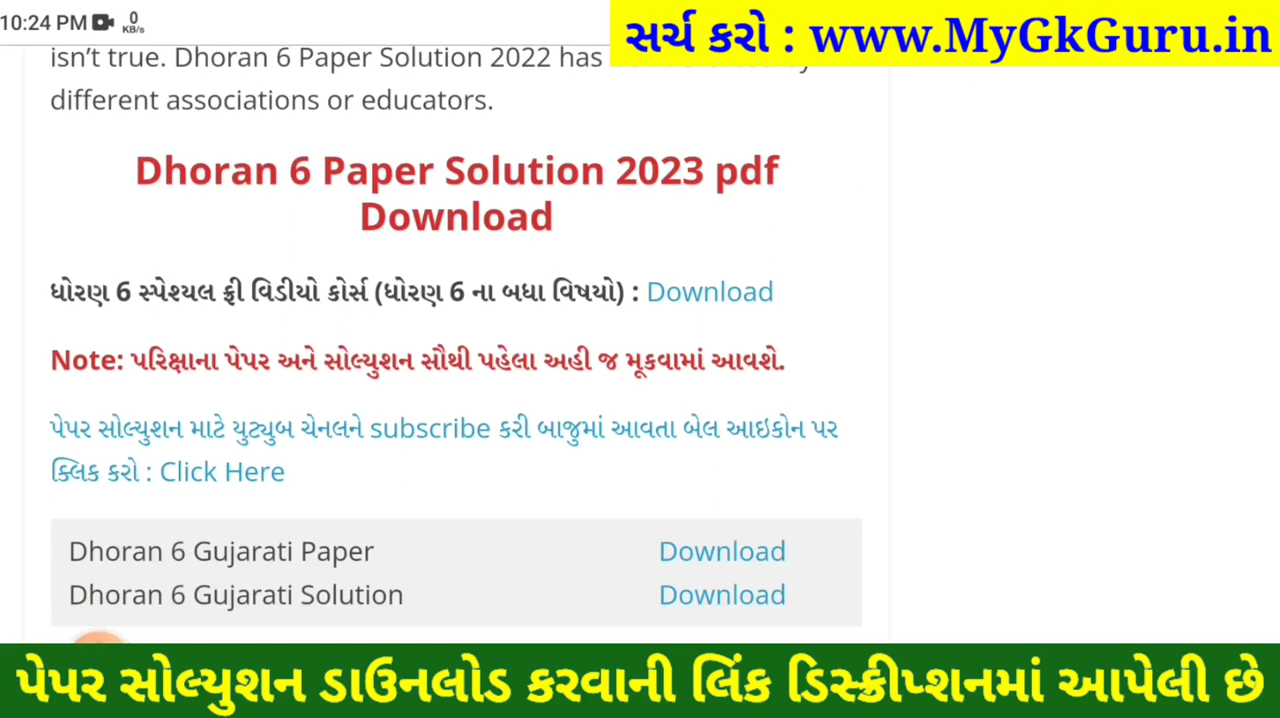 10:24 PM 0 KB/s
સર્ચ કરો : www.MyGkGuru.in
isn't true. Dhoran 6 Paper Solution 2022 has
different associations or educators.
Dhoran 6 Paper Solution 2023 pdf
Download
ધોરણ 6 સ્પેશ્યલ ફ્રી વિડીયો કોર્સ (ધોરણ 6 ના બધા વિષયો) : Download
Note: પરિક્ષાના પેપર અને સોલ્યુશન સૌથી પહેલા અહી જ મૂકવામાં આવશે.
પેપર સોલ્યુશન માટે યુટ્યુબ ચેનલને subscribe કરી બાજુમાં આવતા બેલ આઇકોન પર
ક્લિક કરો : Click Here
Dhoran 6 Gujarati Paper Download
Dhoran 6 Gujarati Solution Download
પેપર સોલ્યુશન ડાઉનલોડ કરવાની લિંક ડિસ્ક્રીપ્શનમાં આપેલી છે